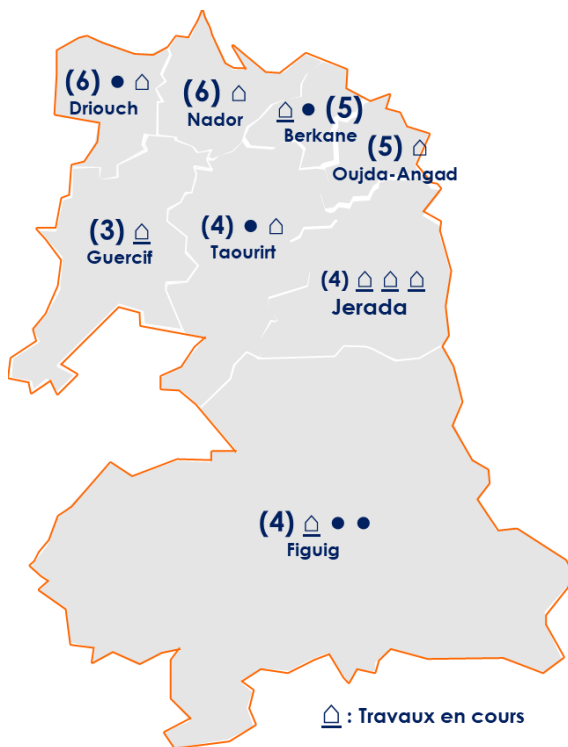 (6) ● ⌂
Driouch
(6) ⌂
Nador
⌂ ● (5)
Berkane
(5) ⌂
Oujda-Angad
(3) ⌂
Guercif
(4) ● ⌂
Taourirt
(4) ⌂ ⌂ ⌂
Jerada
(4) ⌂ ● ●
Figuig
⌂ : Travaux en cours